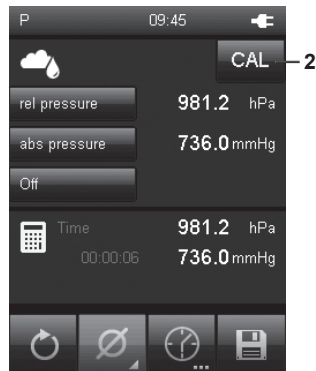 P 09:45
CAL 2
rel pressure 981.2 hPa
abs pressure 736.0 mmHg
Off
Time 981.2 hPa
00:00:06 736.0 mmHg